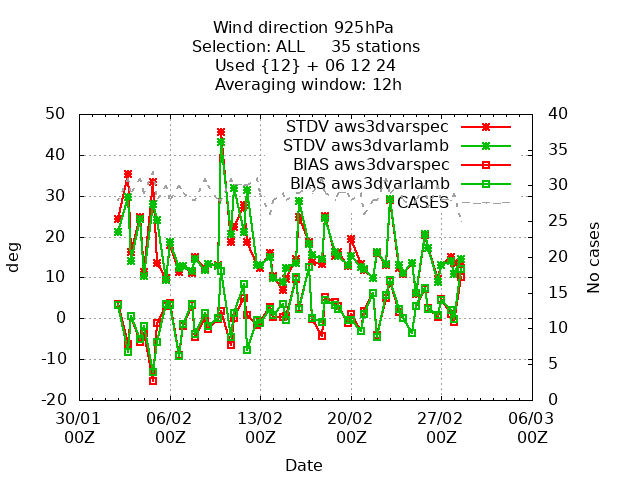 Wind direction 925hPa
Selection: ALL     35 stations
Used {12} + 06 12 24
Averaging window: 12h
STDV aws3dvarspec
STDV aws3dvarlamb
BIAS aws3dvarspec
BIAS aws3dvarlamb
CASES
50
40
30
20
10
0
-10
-20
deg
40
35
30
25
20
15
10
5
0
No cases
30/01 06/02 13/02 20/02 27/02 06/03
00Z 00Z 00Z 00Z 00Z 00Z
Date